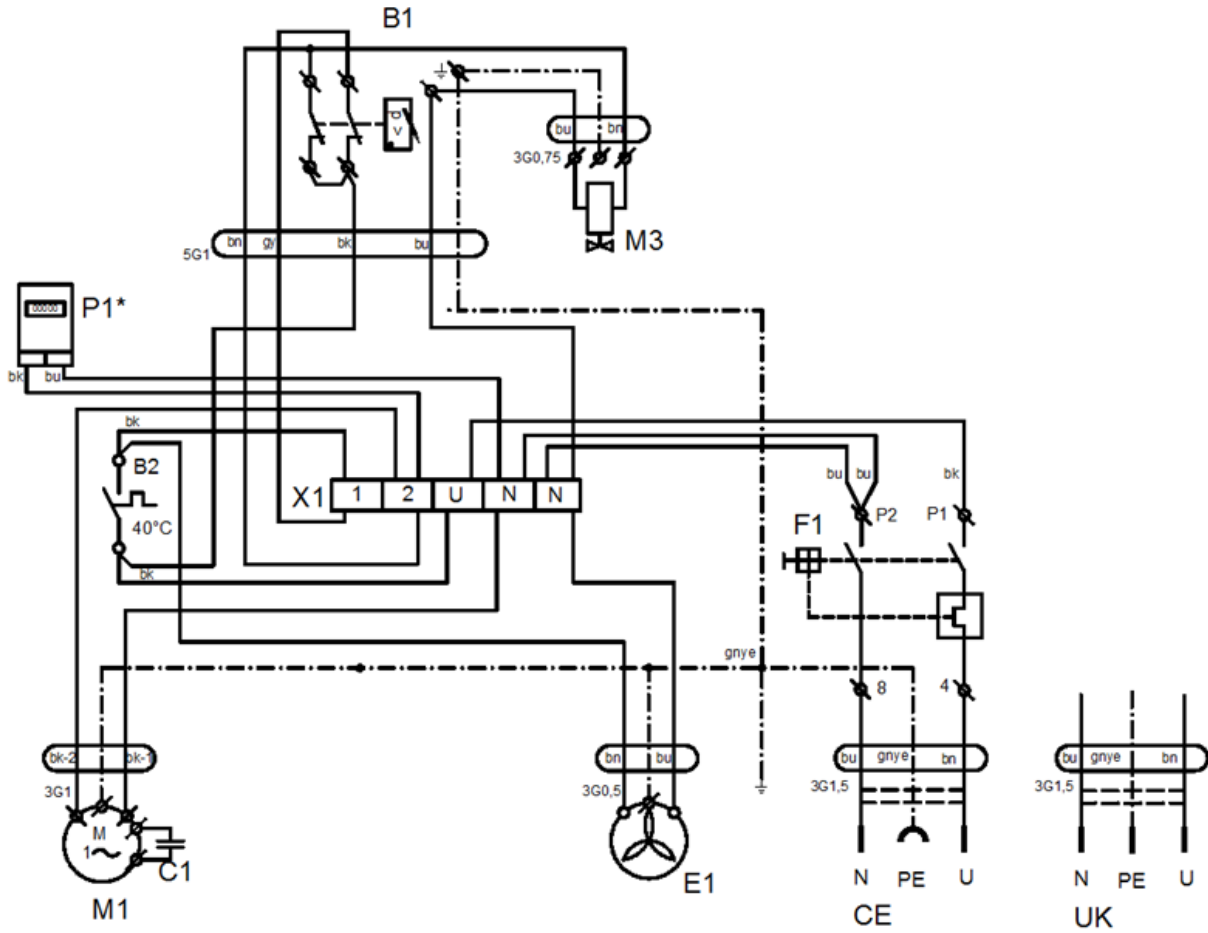 B1
bu
bn
3G0,75
M3
bn
gy
bk
bu
5G1
P1*
00000
bk
bu
bk
B2
X1
1
2
U
N
N
40°C
bk
bu
bu
bk
P2
P1
F1
gnye
8
4
bk-2
bk-1
3G1
M
1
C1
M1
bn
bu
3G0,5
E1
bu
gnye
bn
3G1,5
N
PE
U
CE
bu
gnye
bn
3G1,5
N
PE
U
UK